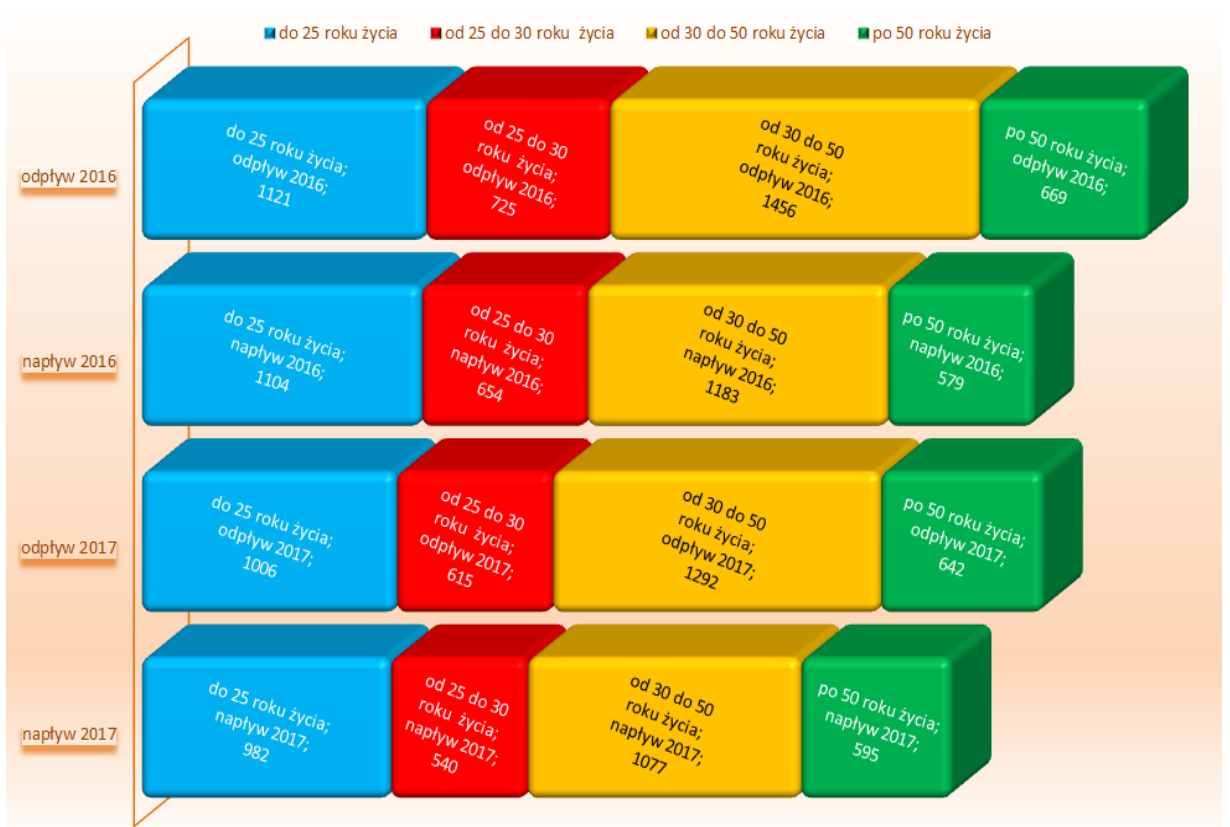 do 25 roku życia od 25 do 30 roku życia od 30 do 50 roku życia po 50 roku życia
odpływ 2016
do 25 roku życia;
odpływ 2016;
1121
od 25 do 30
roku życia;
odpływ 2016;
725
od 30 do 50
roku życia;
odpływ 2016;
1456
po 50 roku życia;
odpływ 2016;
669
napływ 2016
do 25 roku życia;
napływ 2016;
1104
od 25 do 30
roku życia;
napływ 2016;
654
od 30 do 50
roku życia;
napływ 2016;
1183
po 50 roku życia;
napływ 2016;
579
odpływ 2017
do 25 roku życia;
odpływ 2017;
1006
od 25 do 30
roku życia;
odpływ 2017;
615
od 30 do 50
roku życia;
odpływ 2017;
1292
po 50 roku życia;
odpływ 2017;
642
napływ 2017
do 25 roku życia;
napływ 2017;
982
od 25 do 30
roku życia;
napływ 2017;
540
od 30 do 50
roku życia;
napływ 2017;
1077
po 50 roku życia;
napływ 2017;
595